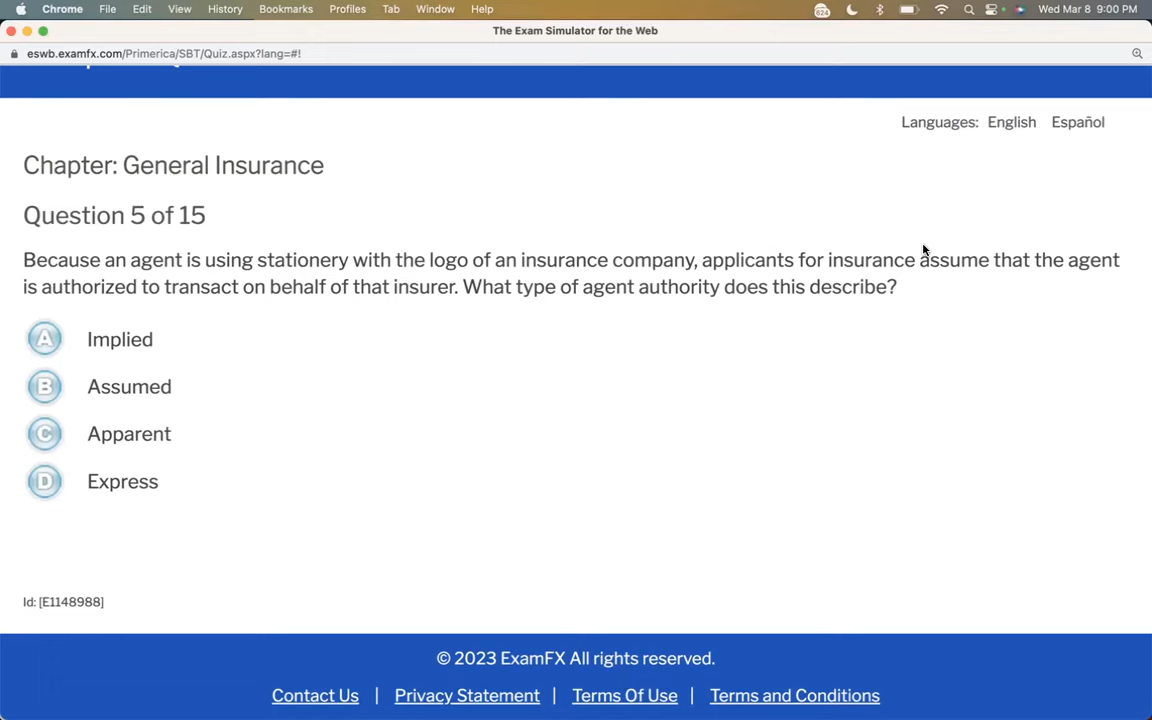 Chrome File Edit View History Bookmarks Profiles Tab Window Help 624 Wed Mar 8 9:00 PM
The Exam Simulator for the Web
eswb.examfx.com/Primerica/SBT/Quiz.aspx?lang=#!
Languages: English Español
Chapter: General Insurance
Question 5 of 15
Because an agent is using stationery with the logo of an insurance company, applicants for insurance assume that the agent
is authorized to transact on behalf of that insurer. What type of agent authority does this describe?
A Implied
B Assumed
C Apparent
D Express
Id: [E1148988]
© 2023 ExamFX All rights reserved.
Contact Us | Privacy Statement | Terms Of Use | Terms and Conditions